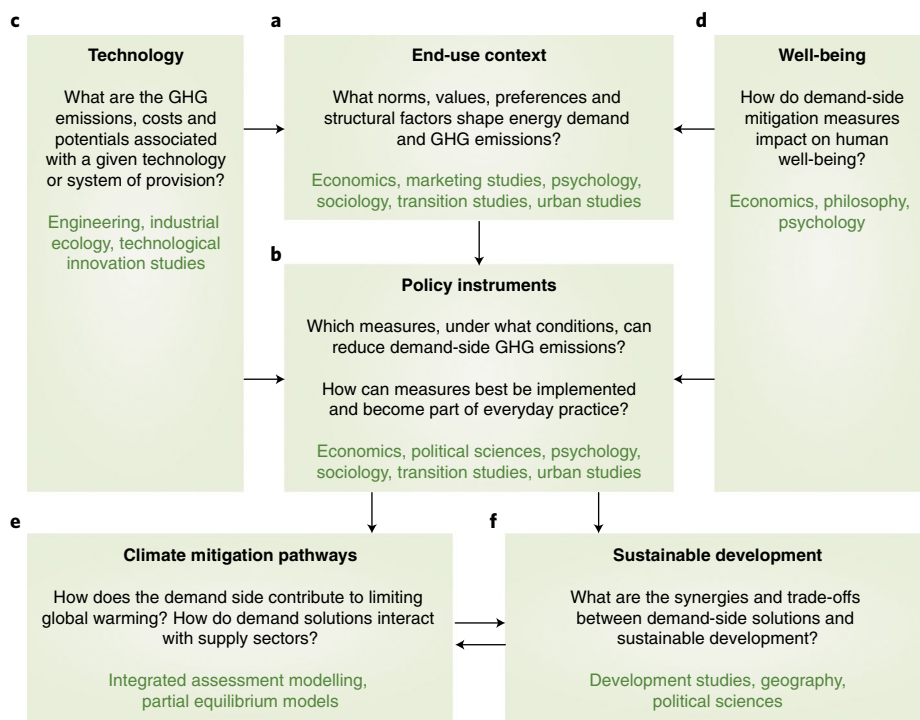 c
Technology
What are the GHG
emissions, costs and
potentials associated
with a given technology
or system of provision?
Engineering, industrial
ecology, technological
innovation studies
a
End-use context
What norms, values, preferences and
structural factors shape energy demand
and GHG emissions?
Economics, marketing studies, psychology,
sociology, transition studies, urban studies
d
Well-being
How do demand-side
mitigation measures
impact on human
well-being?
Economics, philosophy,
psychology
b
Policy instruments
Which measures, under what conditions, can
reduce demand-side GHG emissions?
How can measures best be implemented
and become part of everyday practice?
Economics, political sciences, psychology,
sociology, transition studies, urban studies
e
Climate mitigation pathways
How does the demand side contribute to limiting
global warming? How do demand solutions interact
with supply sectors?
Integrated assessment modelling,
partial equilibrium models
f
Sustainable development
What are the synergies and trade-offs
between demand-side solutions and
sustainable development?
Development studies, geography,
political sciences